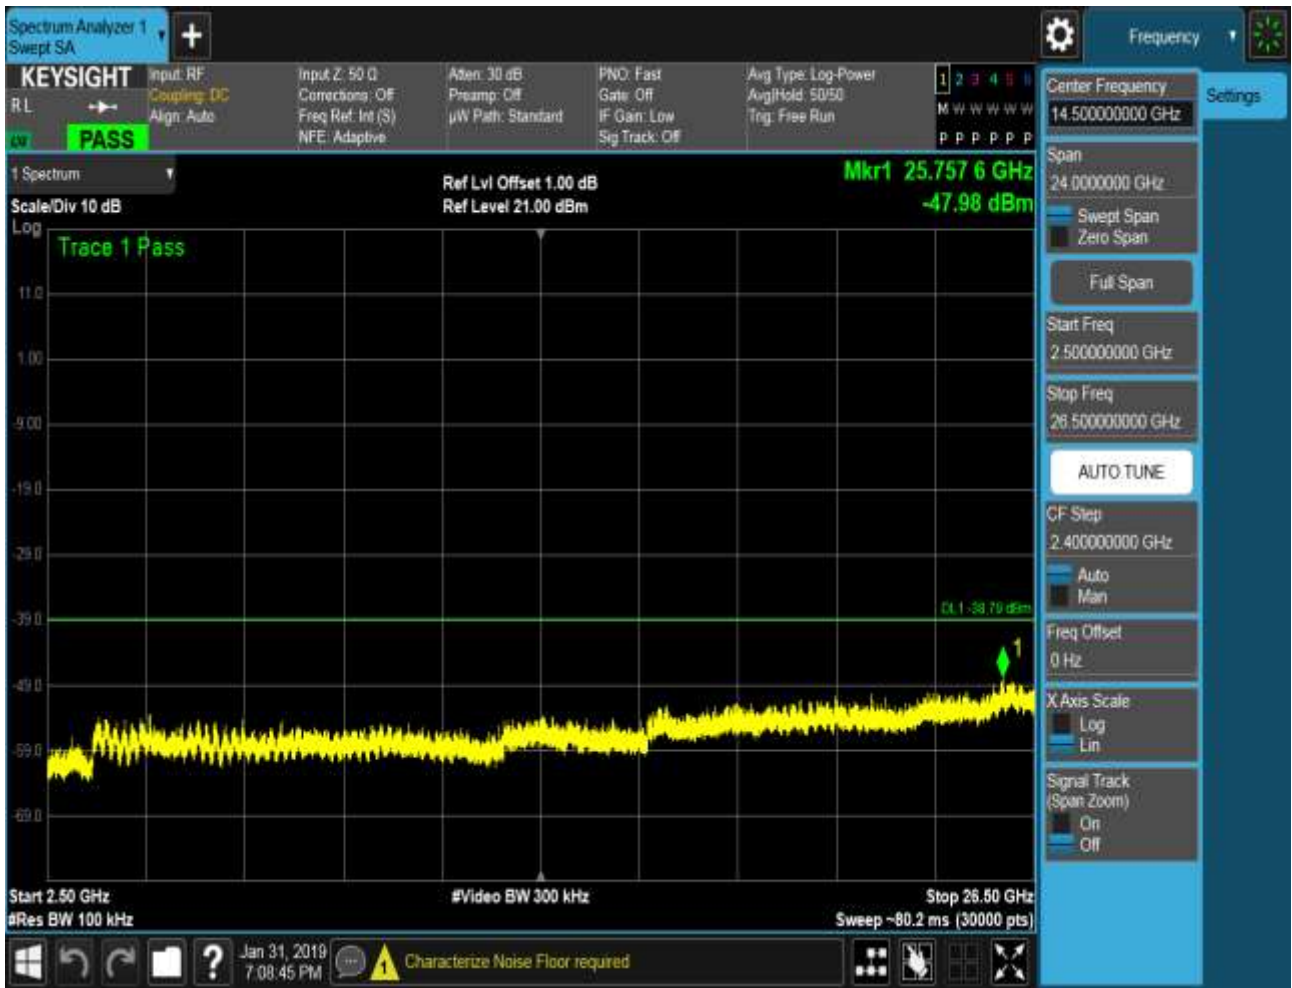 Spectrum Analyzer 1
Swept SA
+
Frequency
KEYSIGHT
R L
PASS
Input: RF
Coupling: DC
Align: Auto
Input Z: 50 Ω
Corrections: Off
Freq Ref: Int (S)
NFE: Adaptive
Atten: 30 dB
Preamp: Off
µW Path: Standard
PNO: Fast
Gate: Off
IF Gain: Low
Sig Track: Off
Avg Type: Log-Power
Avg|Hold: 50/50
Trig: Free Run
1 2 3 4 5 6
M W W W W W
P P P P P P
1 Spectrum
Scale/Div 10 dB
Log
Ref Lvl Offset 1.00 dB
Ref Level 21.00 dBm
Mkr1 25.757 6 GHz
-47.98 dBm
Trace 1 Pass
11.0
1.00
-9.00
-19.0
-29.0
-39.0
-49.0
-59.0
-69.0
DL1 -38.79 dBm
1
Start 2.50 GHz
#Res BW 100 kHz
#Video BW 300 kHz
Stop 26.50 GHz
Sweep ~80.2 ms (30000 pts)
Center Frequency
14.500000000 GHz
Settings
Span
24.0000000 GHz
Swept Span
Zero Span
Full Span
Start Freq
2.500000000 GHz
Stop Freq
26.500000000 GHz
AUTO TUNE
CF Step
2.400000000 GHz
Auto
Man
Freq Offset
0 Hz
X Axis Scale
Log
Lin
Signal Track
(Span Zoom)
On
Off
?
Jan 31, 2019
7:08:45 PM
1
Characterize Noise Floor required